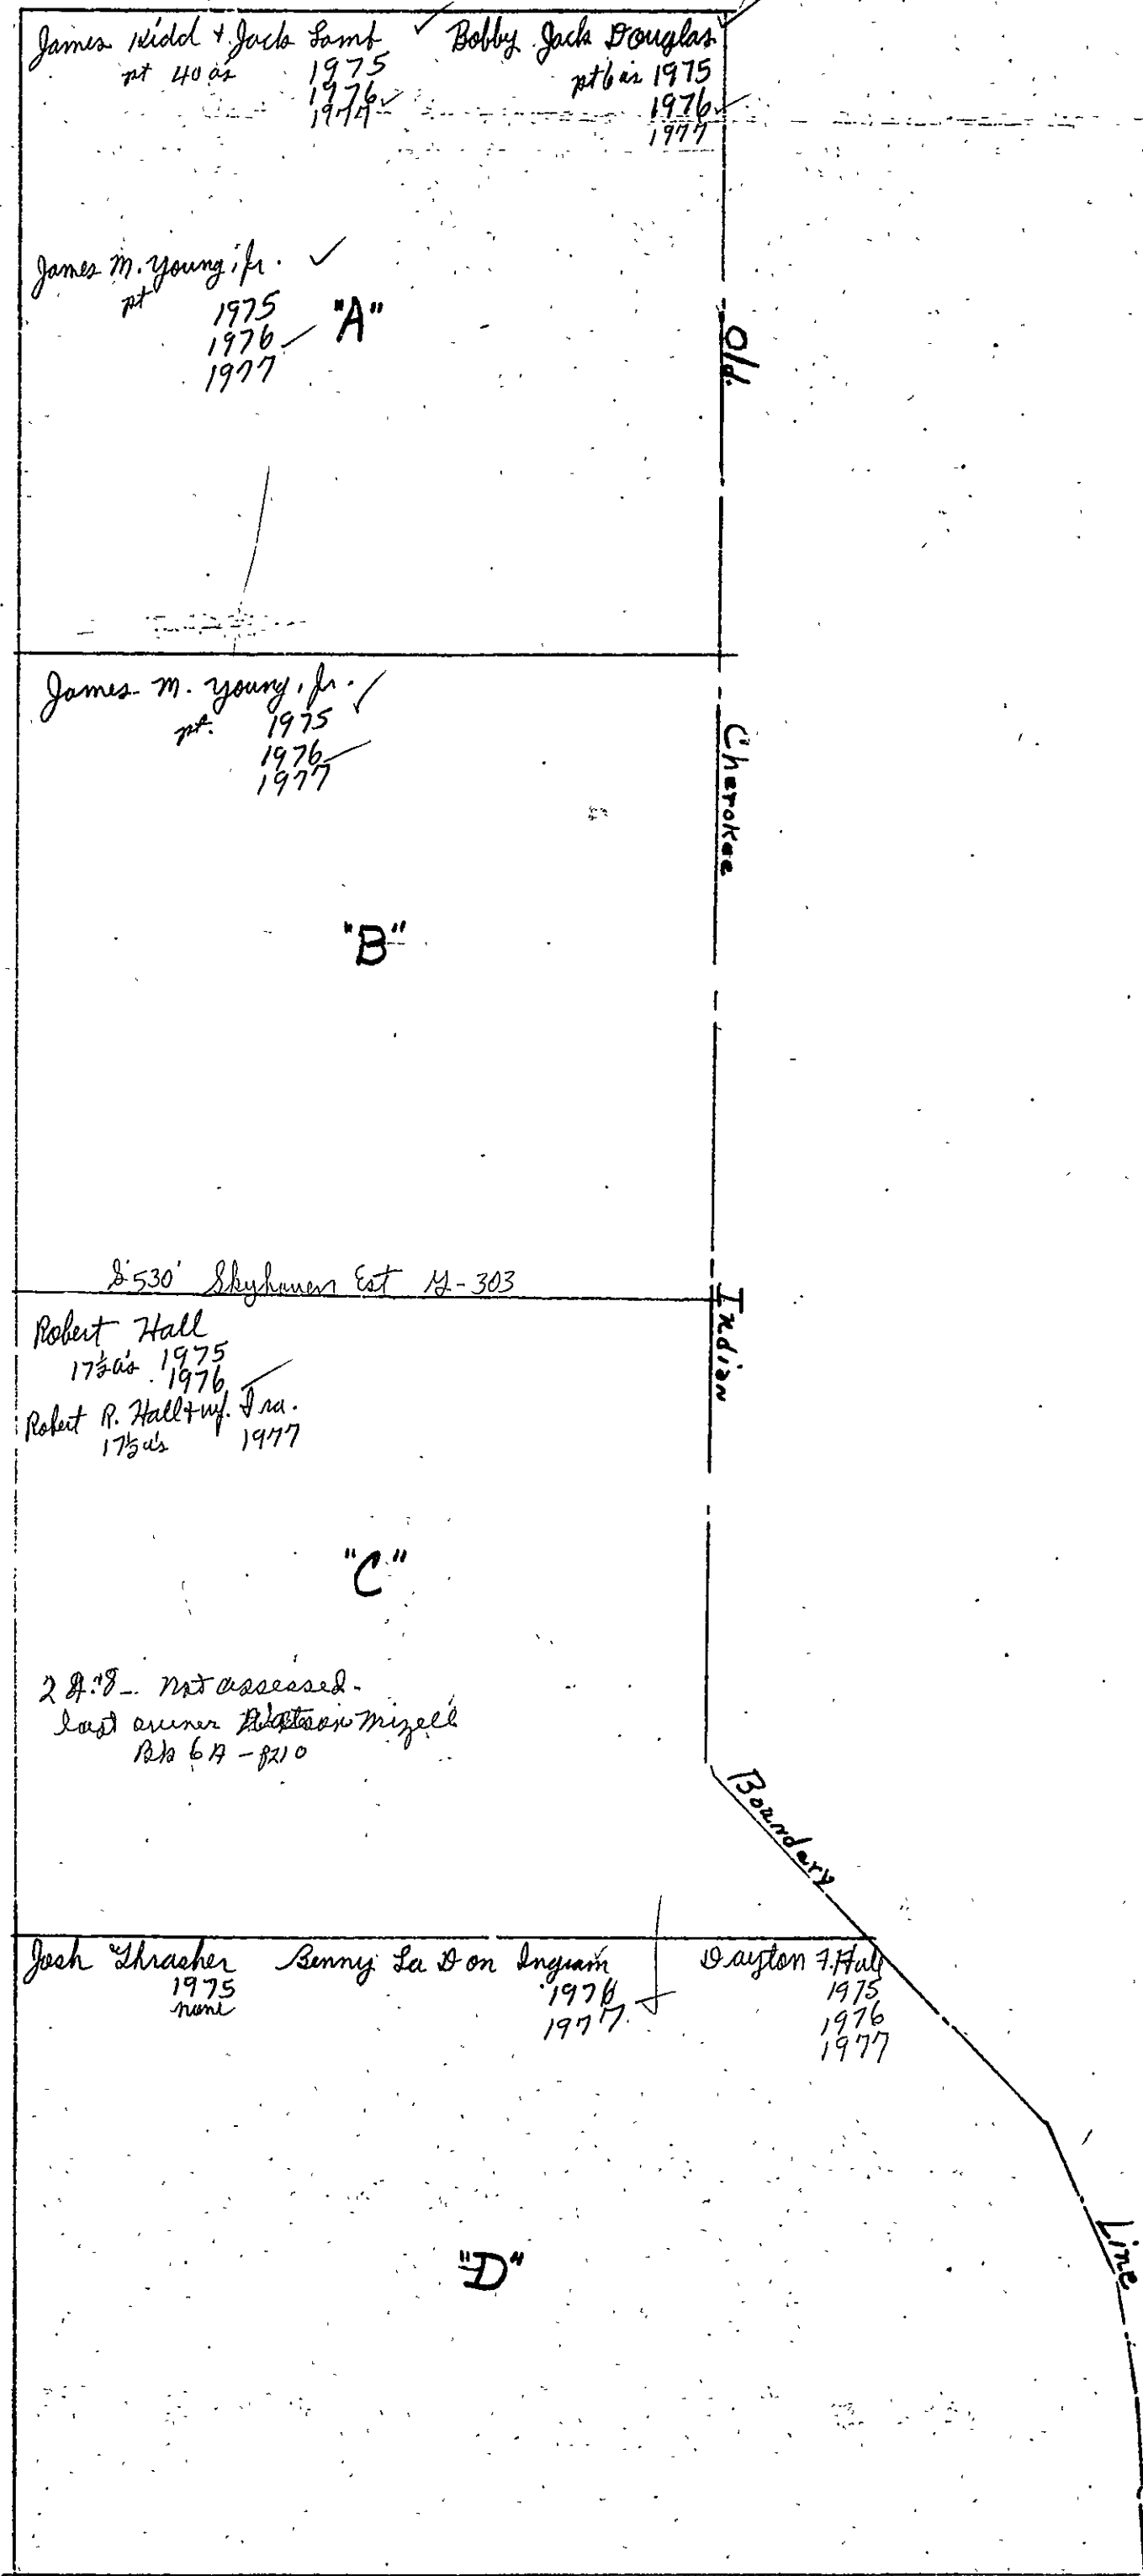 James Kidd & Jack Lamb
pt 40 as 1975
1976
1977
Bobby Jack Douglas
pt 6 as 1975
1976
1977
James M. Young, Jr.
pt
1975
1976
1977
"A"
Old
James M. Young, Jr.
pt. 1975
1976
1977
Cherokee
"B"
S 530' Skyhaven Est -303
Indian
Robert Hall
17½ as 1975
1976
Robert R. Hall & wf. Ira.
17½ as 1977
"C"
not assessed.
last owner Mizell
Bk 6A -
Boundary
Josh Thrasher
1975
none
Benny La Don Ingram
1976
1977
Drayton F. Hall
1975
1976
1977
"D"
Line